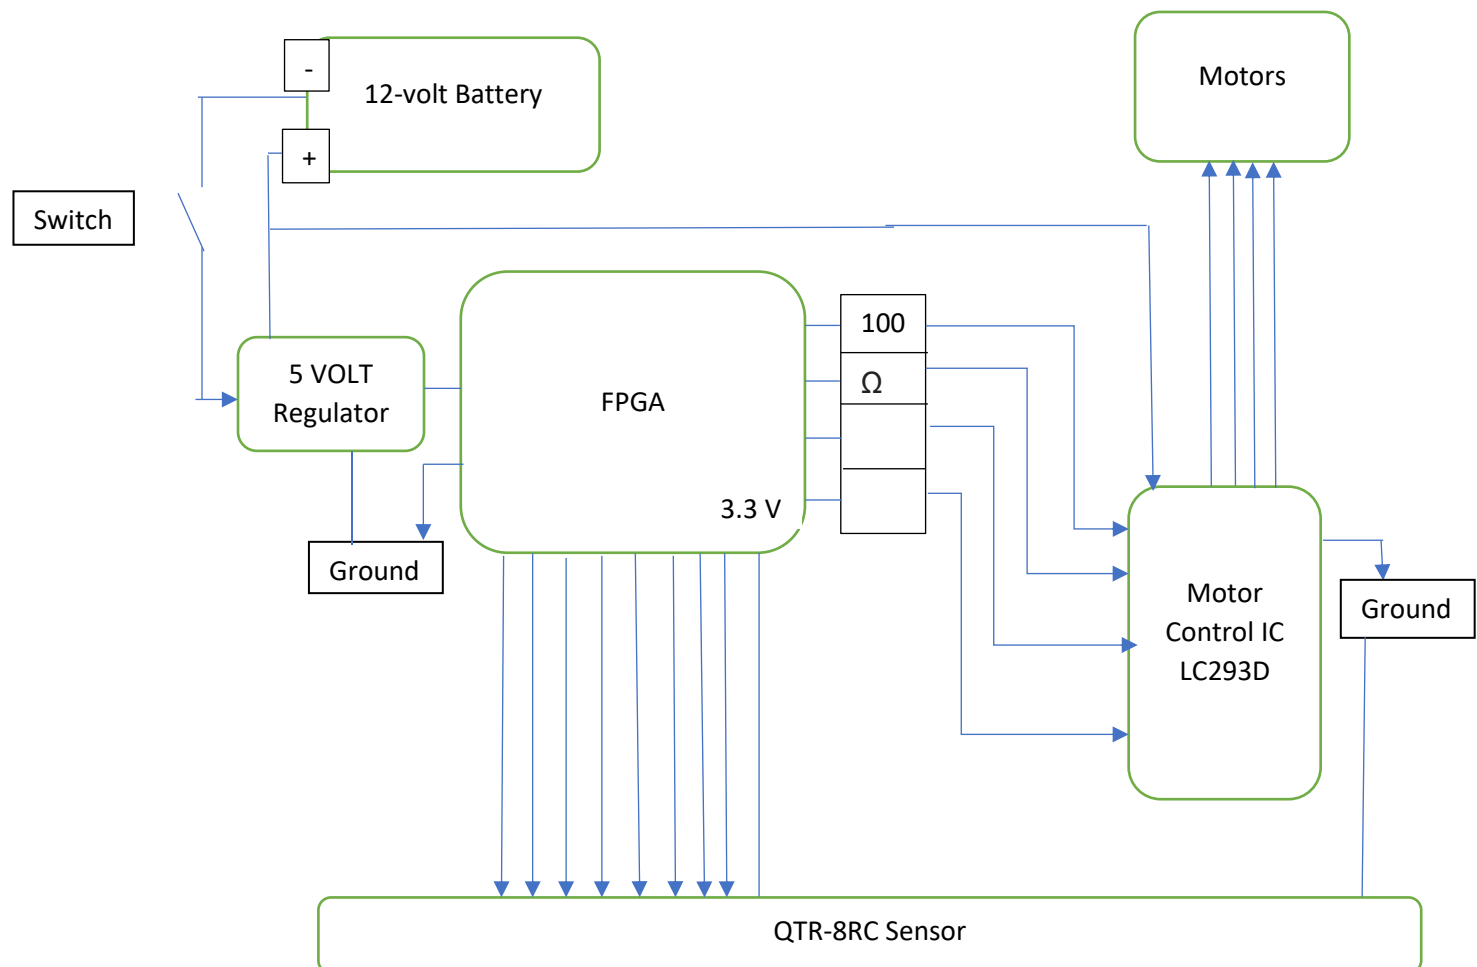 -
12-volt Battery
+
Motors
Switch
5 VOLT
Regulator
FPGA
100
Ω
3.3 V
Ground
Motor
Control IC
LC293D
Ground
QTR-8RC Sensor